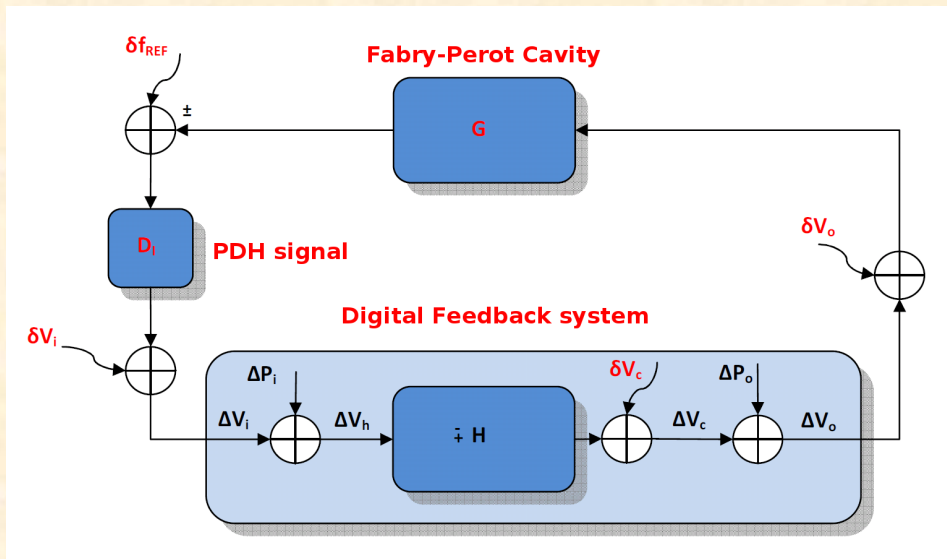 δf_REF
Fabry-Perot Cavity
±
G
D_I
PDH signal
δV_o
Digital Feedback system
δV_i
ΔP_i
δV_c
ΔP_o
ΔV_i
ΔV_h
-+ H
ΔV_c
ΔV_o